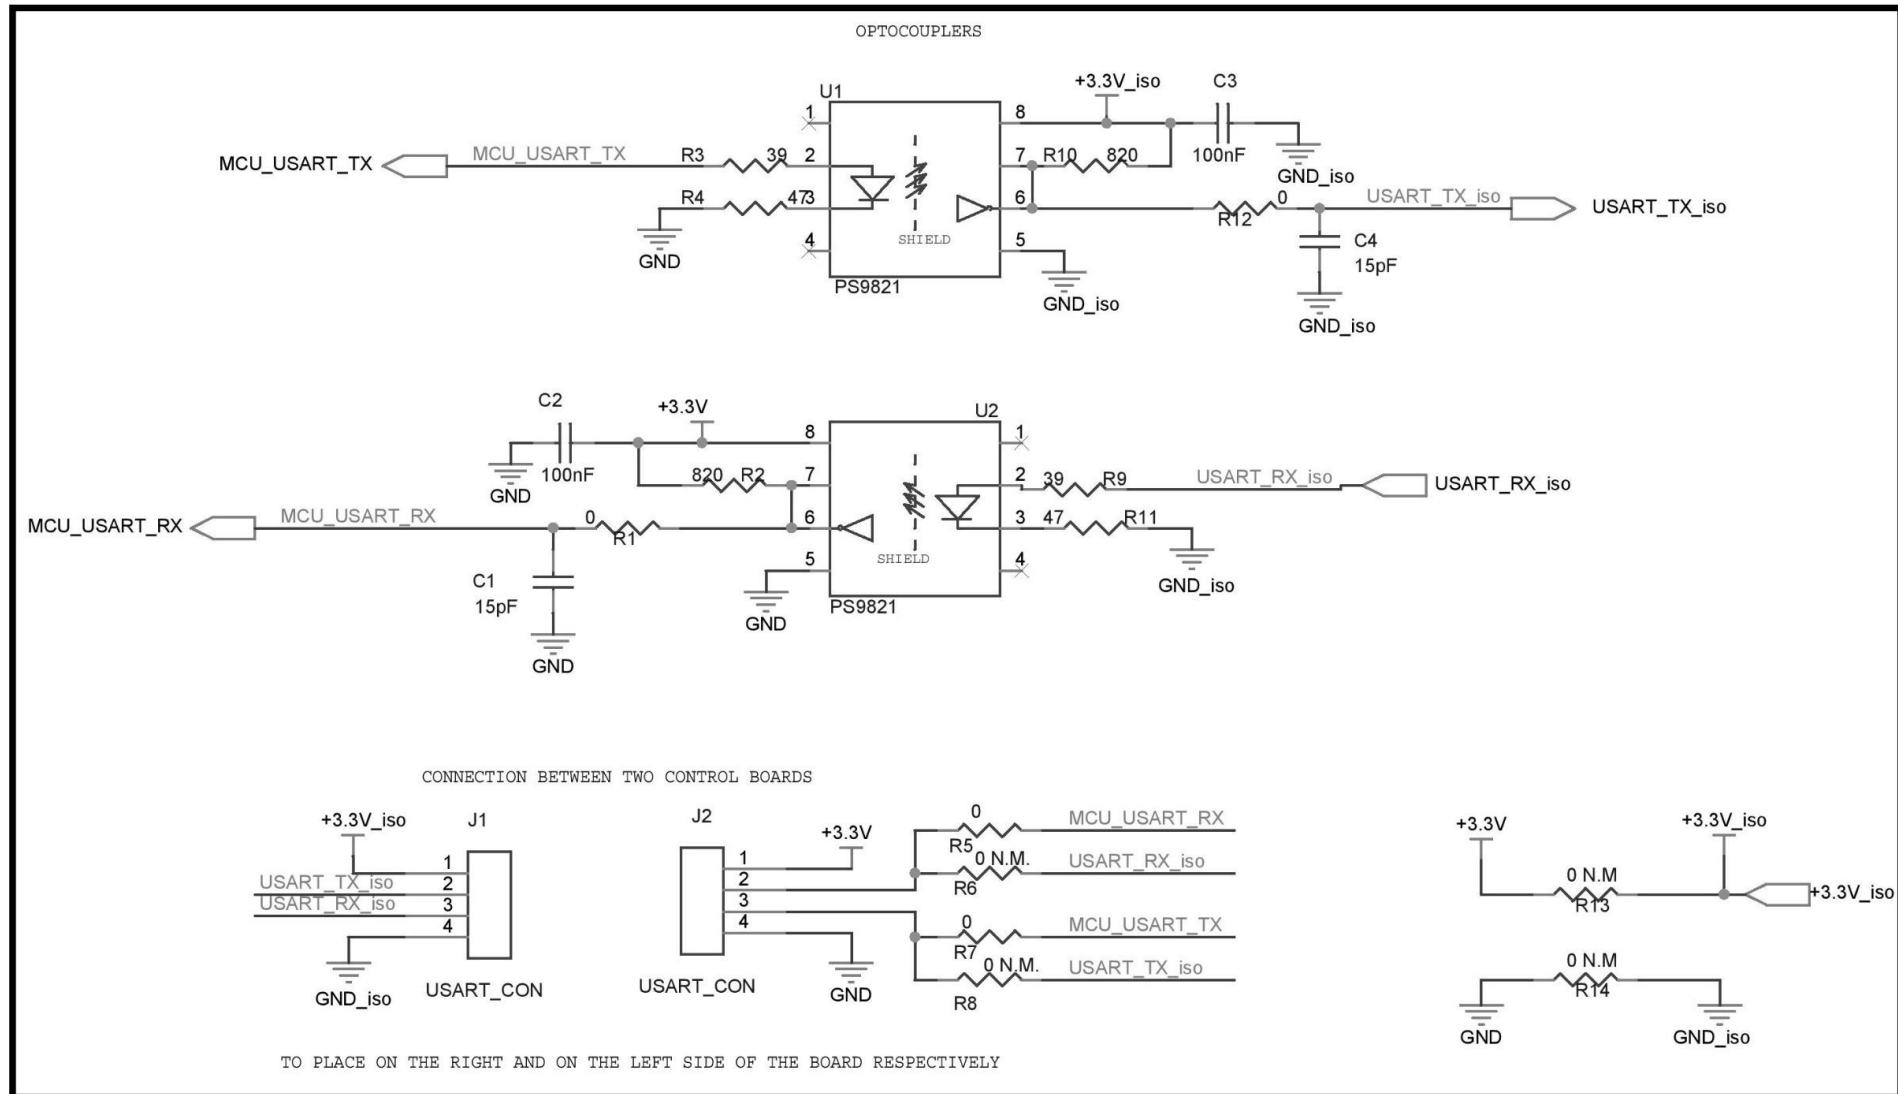 OPTOCOUPLERS
+3.3V_iso
C3
U1
1
8
MCU_USART_TX
MCU_USART_TX
R3
39
2
7
R10
820
100nF
GND_iso
R4
47
3
6
0
R12
USART_TX_iso
USART_TX_iso
SHIELD
4
5
C4
15pF
GND
PS9821
GND_iso
GND_iso
C2
+3.3V
U2
8
1
100nF
820
R2
7
2
39
R9
USART_RX_iso
USART_RX_iso
GND
MCU_USART_RX
MCU_USART_RX
0
R1
6
3
47
R11
SHIELD
5
4
C1
15pF
GND_iso
GND
PS9821
GND
CONNECTION BETWEEN TWO CONTROL BOARDS
+3.3V_iso
J1
J2
+3.3V
0
R5
MCU_USART_RX
1
USART_TX_iso
2
USART_RX_iso
3
4
1
2
3
4
0 N.M.
R6
USART_RX_iso
0
R7
MCU_USART_TX
0 N.M.
R8
USART_TX_iso
GND_iso
USART_CON
USART_CON
GND
+3.3V
+3.3V_iso
0 N.M
R13
+3.3V_iso
0 N.M
R14
GND
GND_iso
TO PLACE ON THE RIGHT AND ON THE LEFT SIDE OF THE BOARD RESPECTIVELY